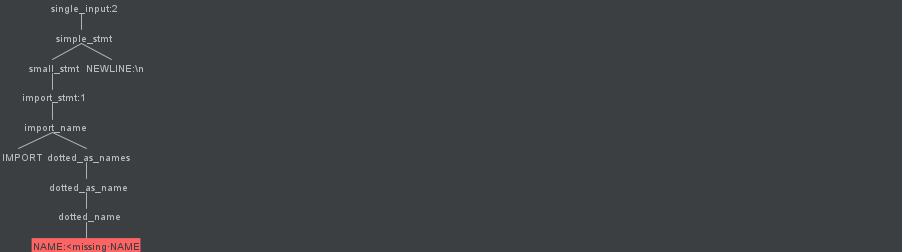 single_input:2
simple_stmt
small_stmt NEWLINE:\n
import_stmt:1
import_name
IMPORT dotted_as_names
dotted_as_name
dotted_name
NAME:<missing·NAME